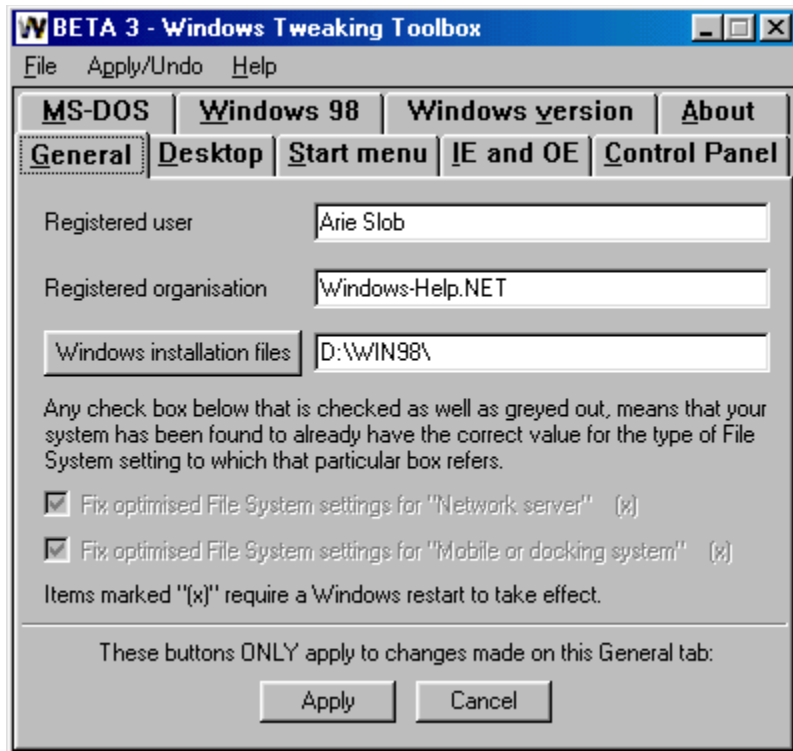 BETA 3 - Windows Tweaking Toolbox
File Apply/Undo Help
MS-DOS Windows 98 Windows version About
General Desktop Start menu IE and OE Control Panel
Registered user Arie Slob
Registered organisation Windows-Help.NET
Windows installation files D:\WIN98\
Any check box below that is checked as well as greyed out, means that your
system has been found to already have the correct value for the type of File
System setting to which that particular box refers.
Fix optimised File System settings for "Network server" (x)
Fix optimised File System settings for "Mobile or docking system" (x)
Items marked "(x)" require a Windows restart to take effect.
These buttons ONLY apply to changes made on this General tab:
Apply Cancel